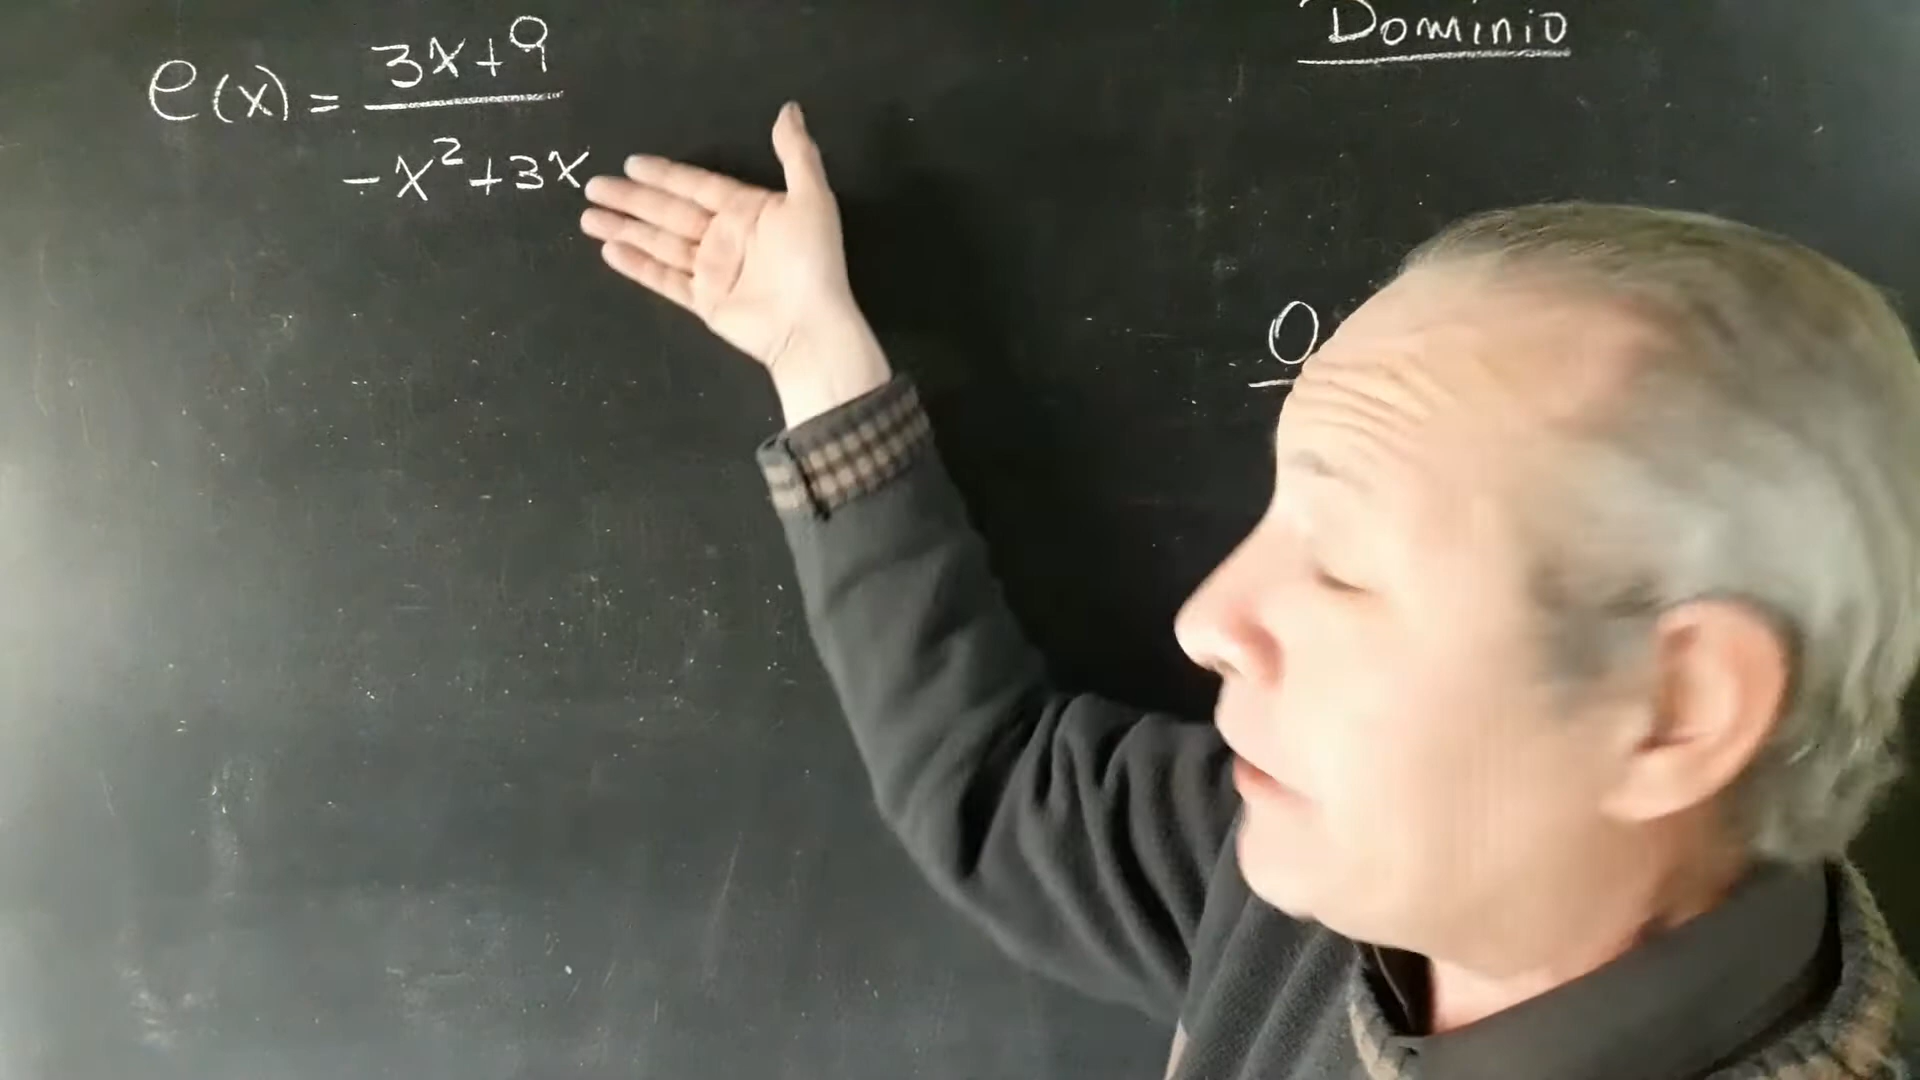 e(x) = 3x+9
-x²+3x
Dominio
0